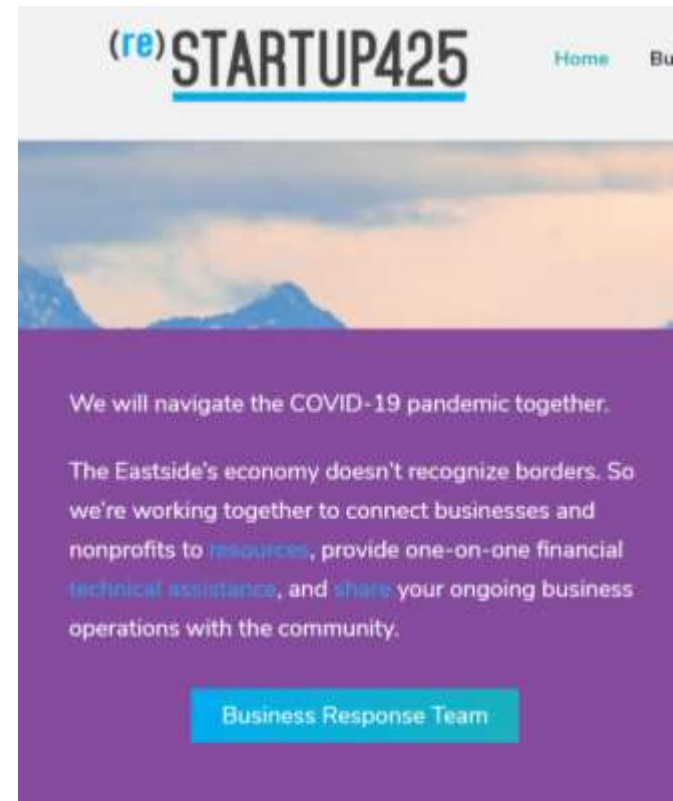 (re) STARTUP425
Home
Bu
We will navigate the COVID-19 pandemic together.
The Eastside's economy doesn't recognize borders. So
we're working together to connect businesses and
nonprofits to resources, provide one-on-one financial
technical assistance, and share your ongoing business
operations with the community.
Business Response Team